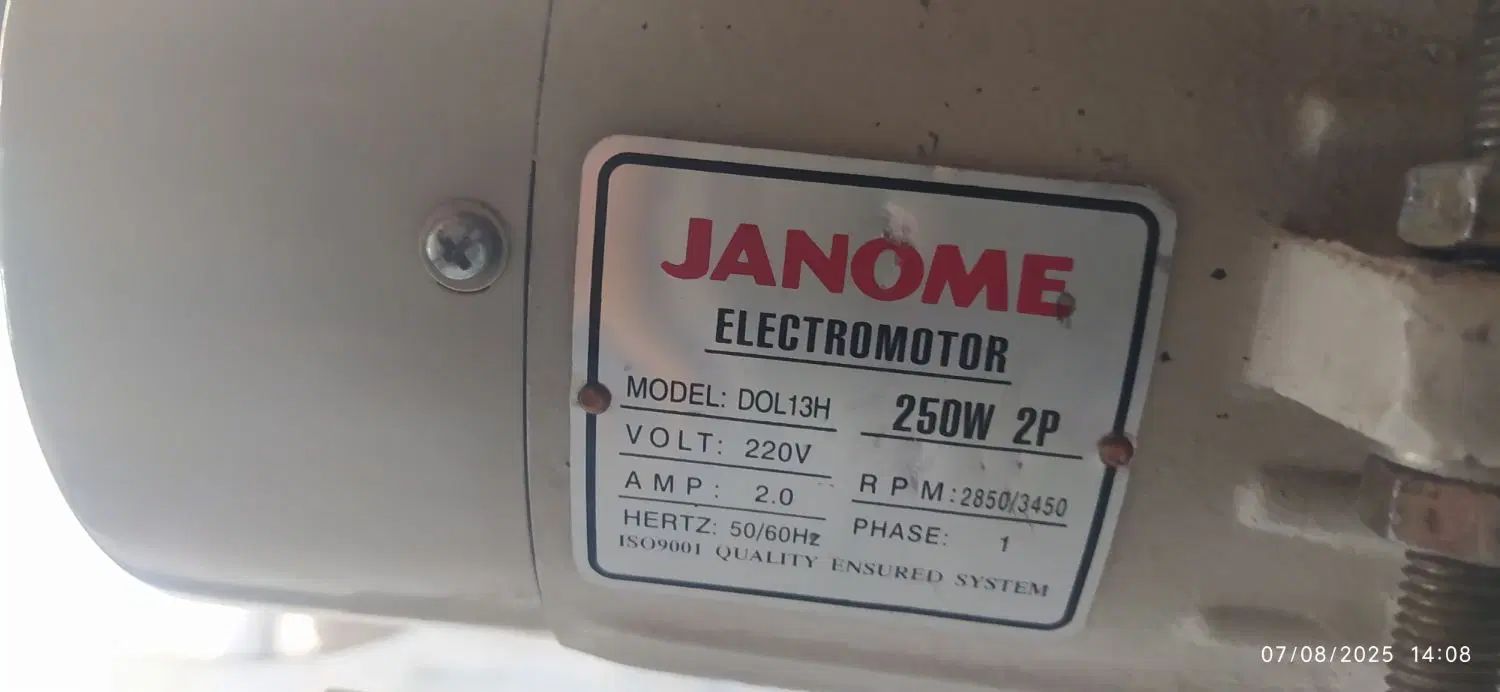 JANOME
ELECTROMOTOR
MODEL: DOL13H 250W 2P
VOLT: 220V
AMP: 2.0 RPM: 2850/3450
HERTZ: 50/60Hz PHASE: 1
ISO9001 QUALITY ENSURED SYSTEM
07/08/2025 14:08